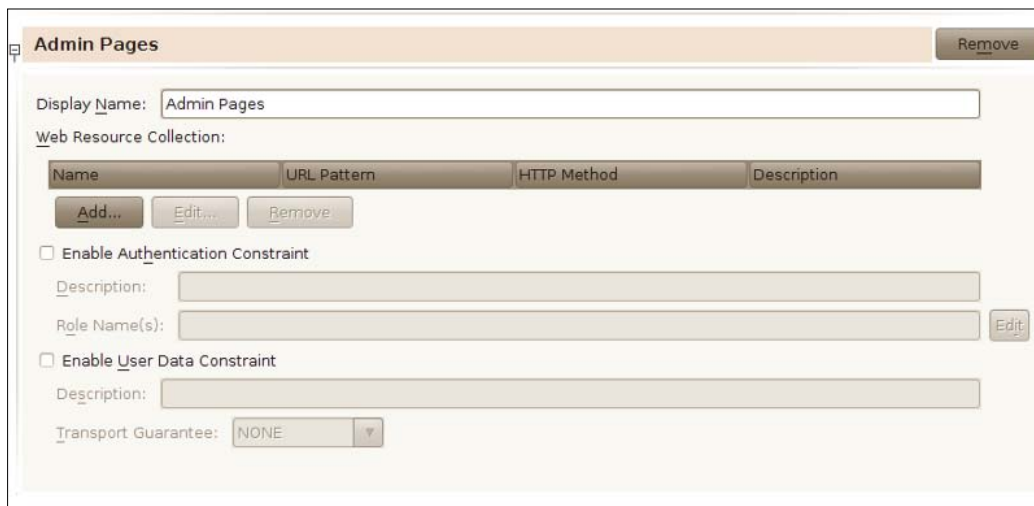 Admin Pages Remove
Display Name: Admin Pages
Web Resource Collection:
Name URL Pattern HTTP Method Description
Add... Edit... Remove
Enable Authentication Constraint
Description:
Role Name(s): Edit
Enable User Data Constraint
Description:
Transport Guarantee: NONE